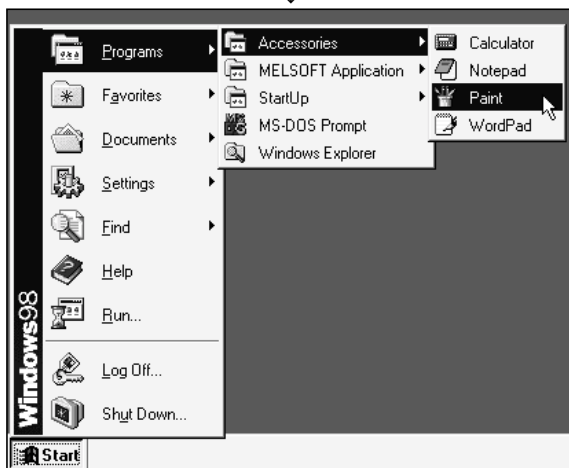 Programs
Favorites
Documents
Settings
Find
Help
Run...
Log Off...
Shut Down...
Windows98
Start
Accessories
MELSOFT Application
StartUp
MS-DOS Prompt
Windows Explorer
Calculator
Notepad
Paint
WordPad